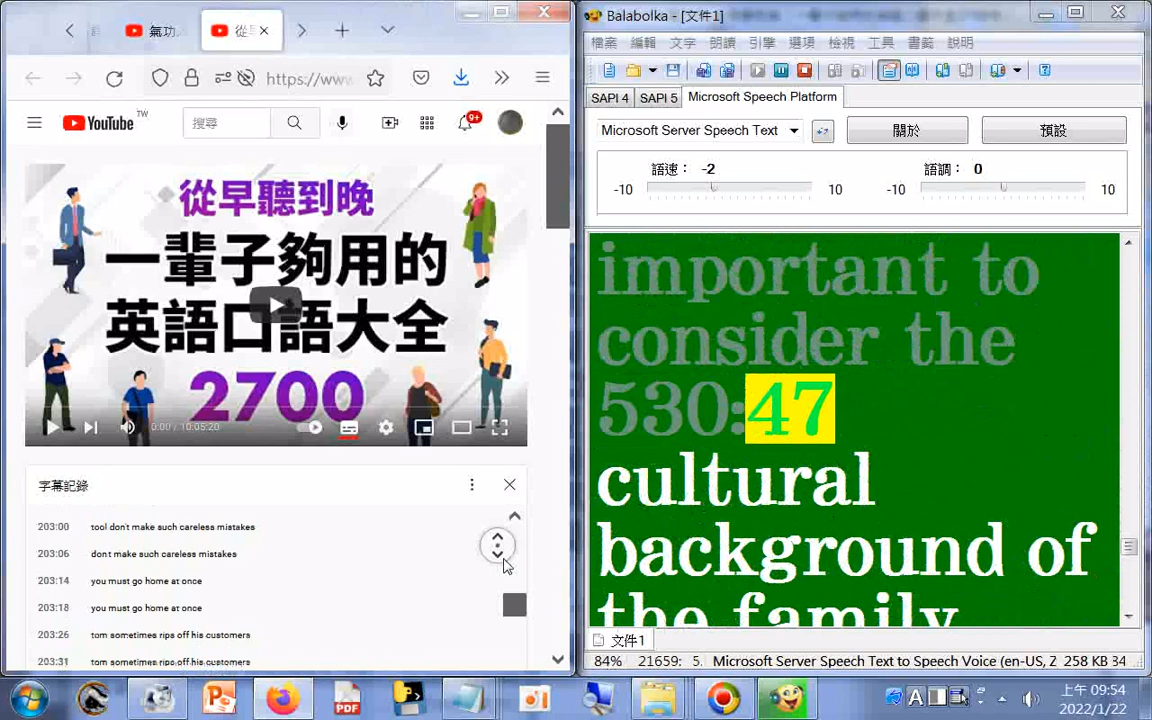 氣功.
從
https://www
YouTube TW
搜尋
9+
從早聽到晚
一輩子夠用的
英語口語大全
2700
0:00 / 10:05:20
字幕記錄
203:00 tool don't make such careless mistakes
203:06 don't make such careless mistakes
203:14 you must go home at once
203:18 you must go home at once
203:26 tom sometimes rips off his customers
203:31 tom sometimes rips off his customers
Balabolka - [文件1]
檔案 編輯 文字 朗讀 引擎 選項 檢視 工具 書義 說明
SAPI 4 SAPI 5 Microsoft Speech Platform
Microsoft Server Speech Text 關於 預設
語速: -2 語調: 0
-10 10 -10 10
important to
consider the
530:47
cultural
background of
the family
文件1
84% 21659: 5. Microsoft Server Speech Text to Speech Voice (en-US, Z 258 KB 34
PDF
A
上午 09:54
2022/1/22